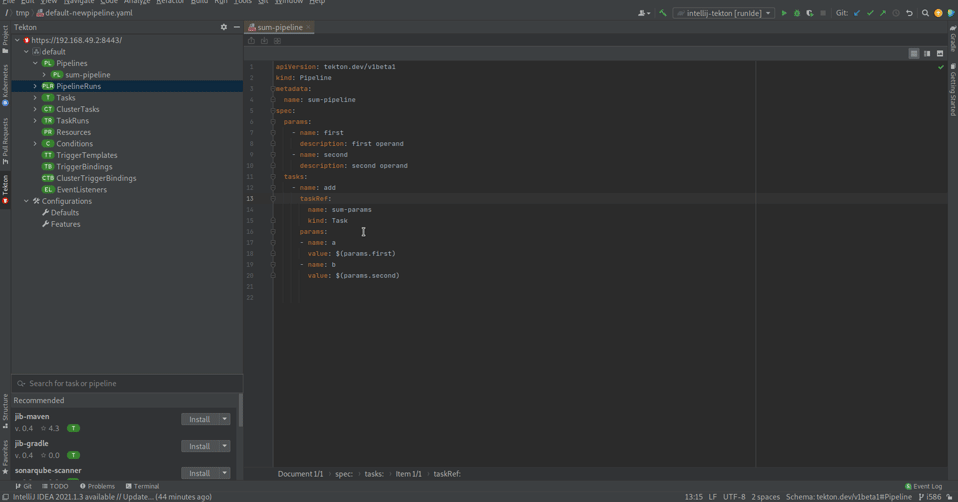 File Edit View Navigate Code Analyze Refactor Build Run Tools Git Window Help
/ tmp default-newpipeline.yaml
intellij-tekton [runIde]
Git:
Tekton
sum-pipeline
https://192.168.49.2:8443/
default
PL Pipelines
PL sum-pipeline
PLR PipelineRuns
T Tasks
CT ClusterTasks
TR TaskRuns
PR Resources
C Conditions
TT TriggerTemplates
TB TriggerBindings
CTB ClusterTriggerBindings
EL EventListeners
Configurations
Defaults
Features
1 apiVersion: tekton.dev/v1beta1
2 kind: Pipeline
3 metadata:
4 name: sum-pipeline
5 spec:
6 params:
7 - name: first
8 description: first operand
9 - name: second
10 description: second operand
11 tasks:
12 - name: add
13 taskRef:
14 name: sum-params
15 kind: Task
16 params:
17 - name: a
18 value: $(params.first)
19 - name: b
20 value: $(params.second)
21
22
Search for task or pipeline
Recommended
jib-maven
v. 0.4 ☆ 4.3 T
Install
jib-gradle
v. 0.4 ☆ 0.0 T
Install
sonarqube-scanner
Install
Project
Kubernetes
Pull Requests
Tekton
Structure
Favorites
Gradle
Getting Started
Document 1/1 › spec: › tasks: › Item 1/1 › taskRef:
Git TODO Problems Terminal
Event Log
IntelliJ IDEA 2021.1.3 available // Update... (44 minutes ago)
13:15 LF UTF-8 2 spaces Schema: tekton.dev/v1beta1#Pipeline i586